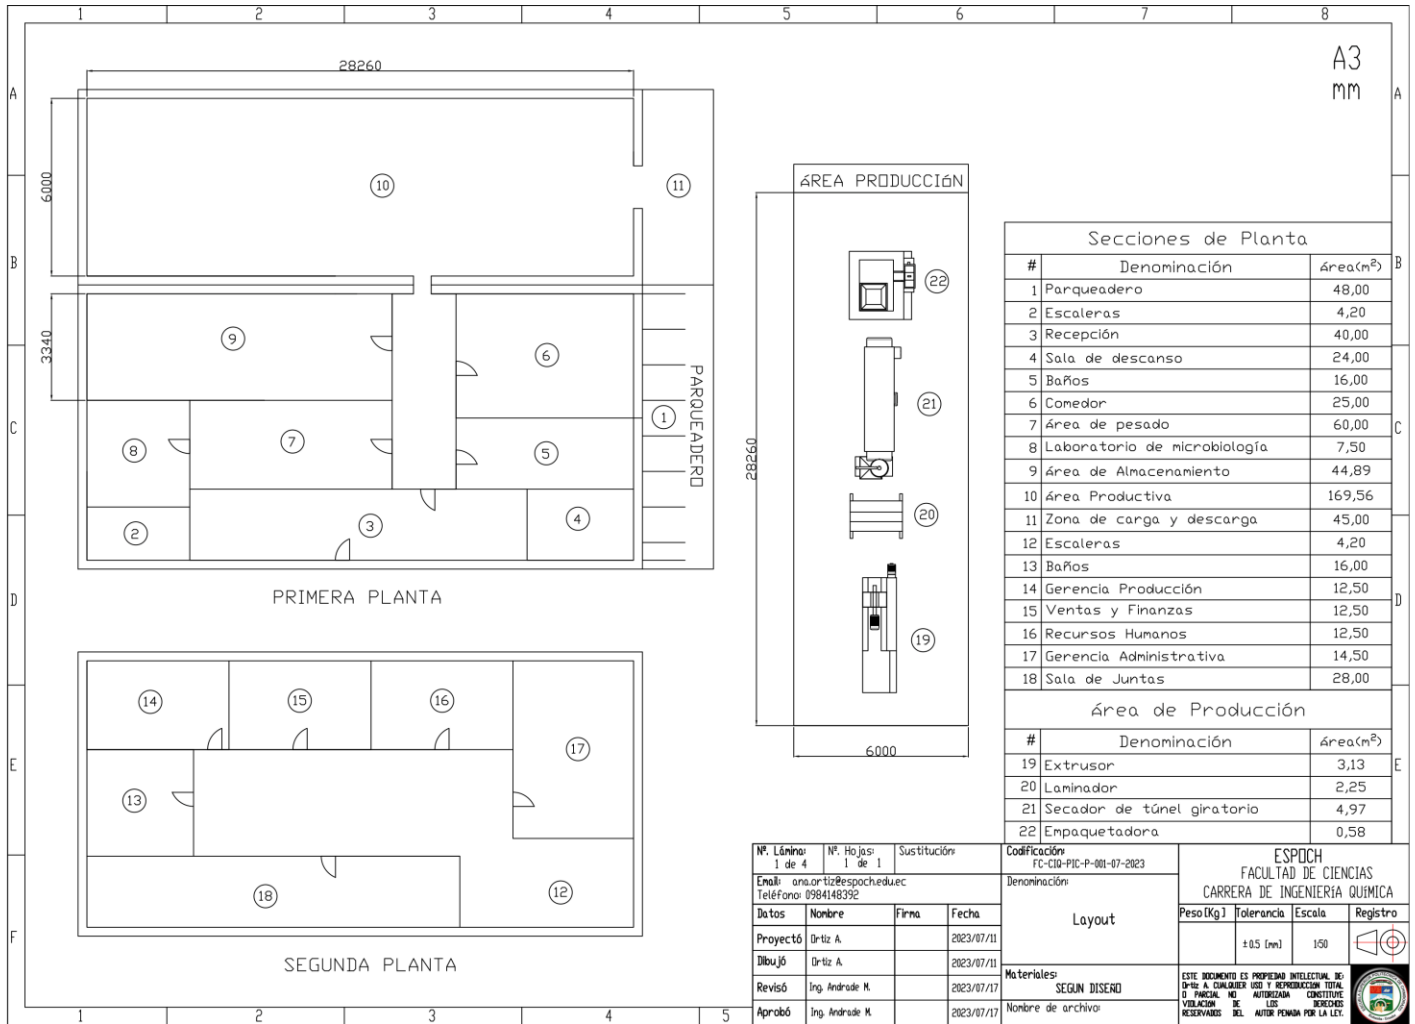 1 2 3 4 5 6 7 8
A3
mm
A A
B B
C C
D D
E E
F
28260
6000
10
11
3340
9
6
PARQUEADERO
1
8
7
5
2
3
4
PRIMERA PLANTA
14
15
16
17
13
18
12
SEGUNDA PLANTA
ÁREA PRODUCCIÓN
22
21
28260
20
19
6000
Secciones de Planta
# Denominación Área(m²)
1 Parqueadero 48,00
2 Escaleras 4,20
3 Recepción 40,00
4 Sala de descanso 24,00
5 Baños 16,00
6 Comedor 25,00
7 Área de pesado 60,00
8 Laboratorio de microbiología 7,50
9 Área de Almacenamiento 44,89
10 Área Productiva 169,56
11 Zona de carga y descarga 45,00
12 Escaleras 4,20
13 Baños 16,00
14 Gerencia Producción 12,50
15 Ventas y Finanzas 12,50
16 Recursos Humanos 12,50
17 Gerencia Administrativa 14,50
18 Sala de Juntas 28,00
Área de Producción
# Denominación Área(m²)
19 Extrusor 3,13
20 Laminador 2,25
21 Secador de túnel giratorio 4,97
22 Empaquetadora 0,58
Nº. Lámina: 1 de 4
Nº. Hojas: 1 de 1
Sustitución:
Email: ana.ortiz@espoch.edu.ec
Teléfono: 0984148392
Datos Nombre Firma Fecha
Proyectó Ortiz A. 2023/07/11
Dibujó Ortiz A. 2023/07/11
Revisó Ing. Andrade M. 2023/07/17
Aprobó Ing. Andrade M. 2023/07/17
Codificación:
FC-CIQ-PIC-P-001-07-2023
Denominación:
Layout
Materiales:
SEGUN DISEÑO
Nombre de archivo:
ESPOCH
FACULTAD DE CIENCIAS
CARRERA DE INGENIERÍA QUÍMICA
Peso [Kg] Tolerancia Escala Registro
±0.5 [mm] 1:50
ESTE DOCUMENTO ES PROPIEDAD INTELECTUAL DE:
Ortiz A. CUALQUIER USO Y REPRODUCCIÓN TOTAL
O PARCIAL NO AUTORIZADA CONSTITUYE
VIOLACIÓN DE LOS DERECHOS
RESERVADOS DEL AUTOR PENADA POR LA LEY.
1 2 3 4 5